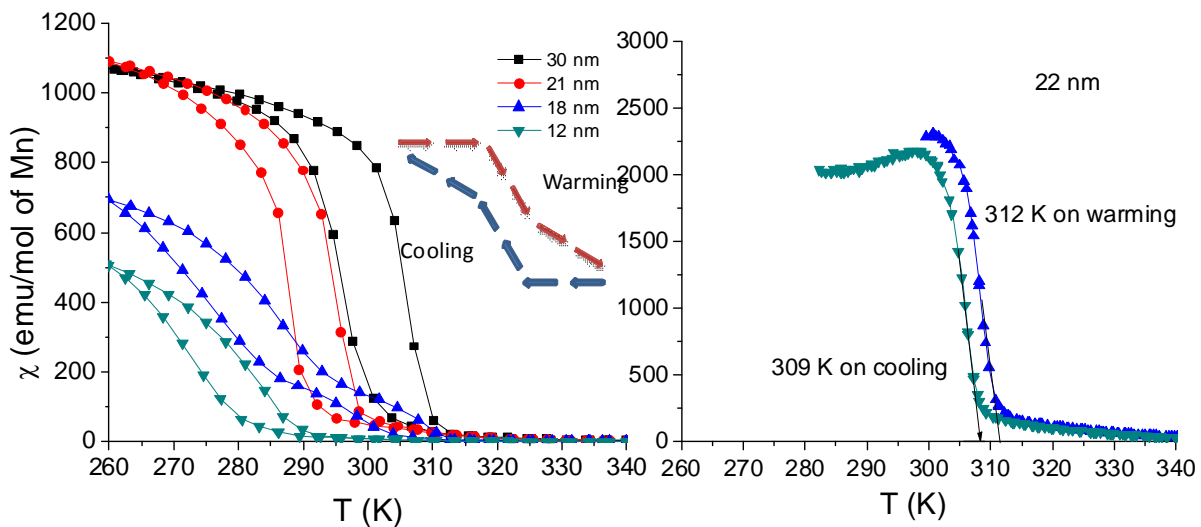 1200
1000
800
600
400
200
0
χ (emu/mol of Mn)
260 270 280 290 300 310 320 330 340
T (K)
30 nm
21 nm
18 nm
12 nm
Warming
Cooling
3000
2500
2000
1500
1000
500
0
22 nm
312 K on warming
309 K on cooling
260 270 280 290 300 310 320 330 340
T (K)